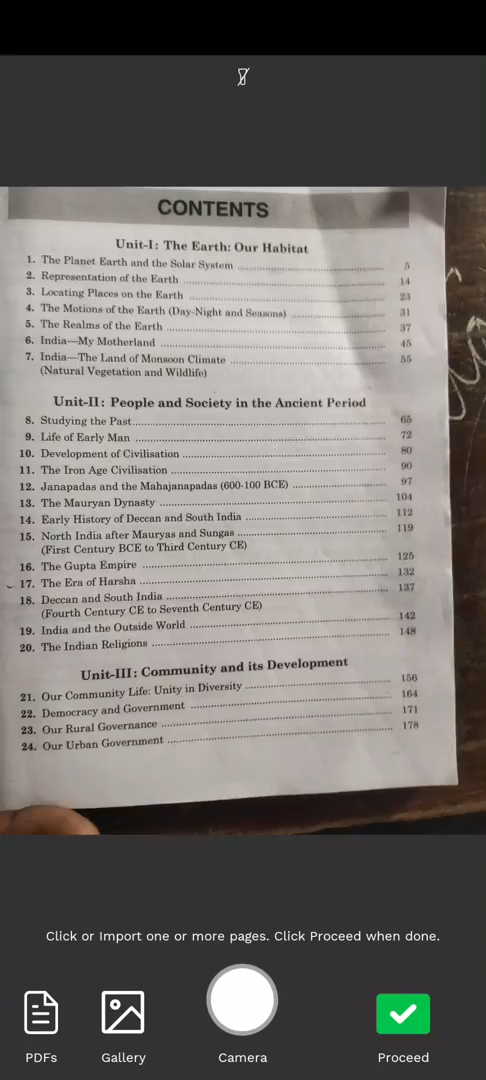 CONTENTS
Unit-I: The Earth: Our Habitat
1. The Planet Earth and the Solar System ........ 5
2. Representation of the Earth ........ 14
3. Locating Places on the Earth ........ 23
4. The Motions of the Earth (Day-Night and Seasons) ........ 31
5. The Realms of the Earth ........ 37
6. India—My Motherland ........ 45
7. India—The Land of Monsoon Climate ........ 55
(Natural Vegetation and Wildlife)
Unit-II: People and Society in the Ancient Period
8. Studying the Past ........ 65
9. Life of Early Man ........ 72
10. Development of Civilisation ........ 80
11. The Iron Age Civilisation ........ 90
12. Janapadas and the Mahajanapadas (600-100 BCE) ........ 97
13. The Mauryan Dynasty ........ 104
14. Early History of Deccan and South India ........ 112
15. North India after Mauryas and Sungas ........ 119
(First Century BCE to Third Century CE)
16. The Gupta Empire ........ 125
17. The Era of Harsha ........ 132
18. Deccan and South India ........ 137
(Fourth Century CE to Seventh Century CE)
19. India and the Outside World ........ 142
20. The Indian Religions ........ 148
Unit-III: Community and its Development
21. Our Community Life: Unity in Diversity ........ 156
22. Democracy and Government ........ 164
23. Our Rural Governance ........ 171
24. Our Urban Government ........ 178
Click or Import one or more pages. Click Proceed when done.
PDFs Gallery Camera Proceed